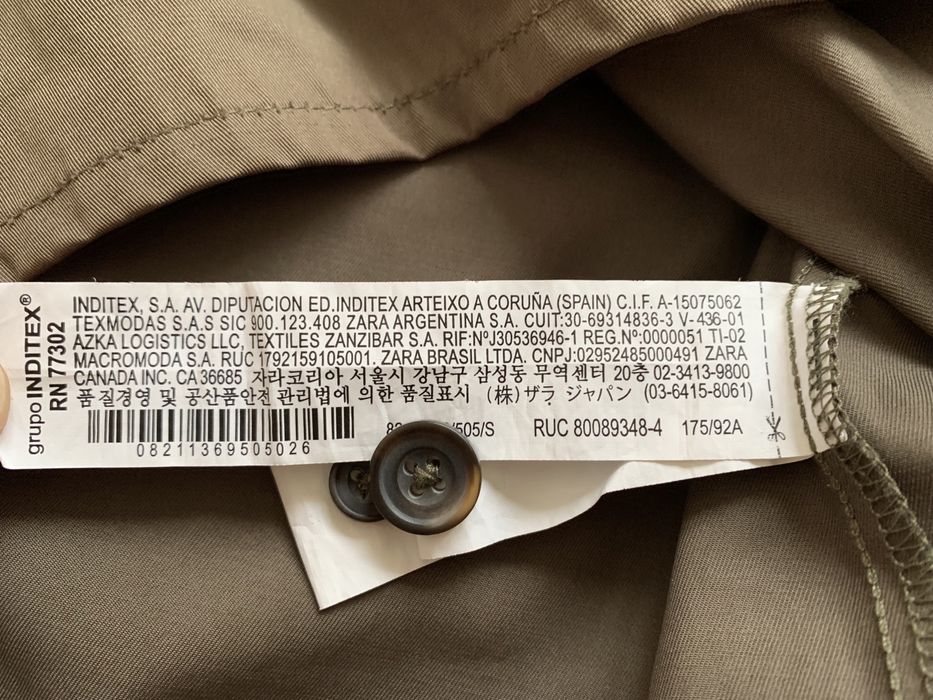 grupo INDITEX®
RN 77302
INDITEX, S.A. AV. DIPUTACION ED.INDITEX ARTEIXO A CORUÑA (SPAIN) C.I.F. A-15075062
TEXMODAS S.A.S SIC 900.123.408 ZARA ARGENTINA S.A. CUIT:30-69314836-3 V-436-01
AZKA LOGISTICS LLC, TEXTILES ZANZIBAR S.A. RIF:NºJ30536946-1 REG.Nº:0000051 TI-02
MACROMODA S.A. RUC 1792159105001. ZARA BRASIL LTDA. CNPJ:02952485000491 ZARA
CANADA INC. CA 36685 자라코리아 서울시 강남구 삼성동 무역센터 20층 02-3413-9800
품질경영 및 공산품안전 관리법에 의한 품질표시 (株) ザラ ジャパン (03-6415-8061)
08211369505026
/505/S RUC 80089348-4 175/92A